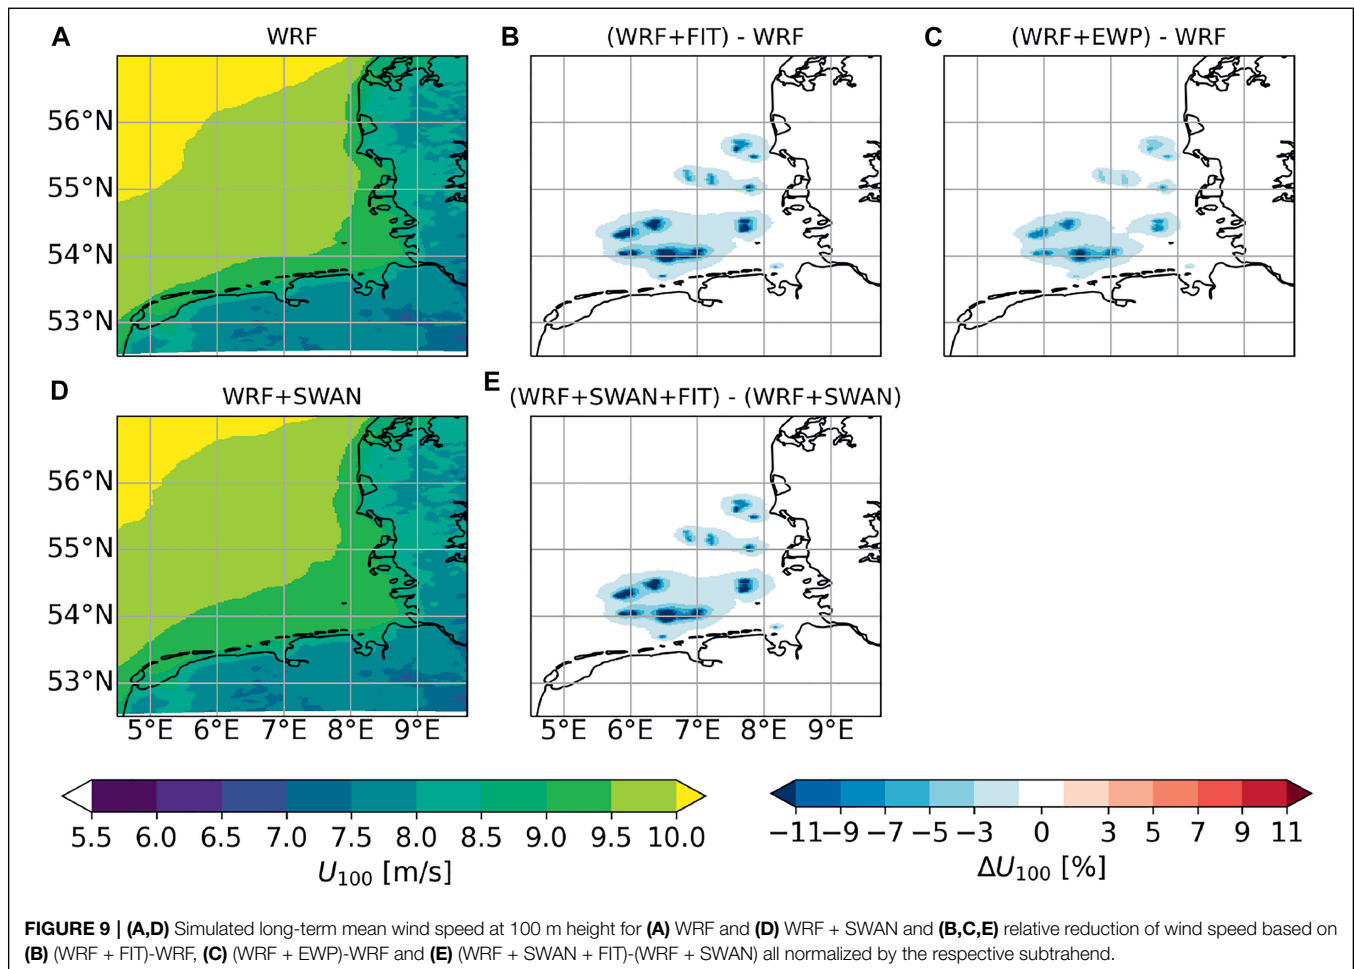 A
WRF
B
(WRF+FIT) - WRF
C
(WRF+EWP) - WRF
56°N
55°N
54°N
53°N
D
WRF+SWAN
E
(WRF+SWAN+FIT) - (WRF+SWAN)
56°N
55°N
54°N
53°N
5°E 6°E 7°E 8°E 9°E
5°E 6°E 7°E 8°E 9°E
5.5 6.0 6.5 7.0 7.5 8.0 8.5 9.0 9.5 10.0
U100 [m/s]
−11 −9 −7 −5 −3 0 3 5 7 9 11
ΔU100 [%]
FIGURE 9 | (A,D) Simulated long-term mean wind speed at 100 m height for (A) WRF and (D) WRF + SWAN and (B,C,E) relative reduction of wind speed based on
(B) (WRF + FIT)-WRF, (C) (WRF + EWP)-WRF and (E) (WRF + SWAN + FIT)-(WRF + SWAN) all normalized by the respective subtrahend.